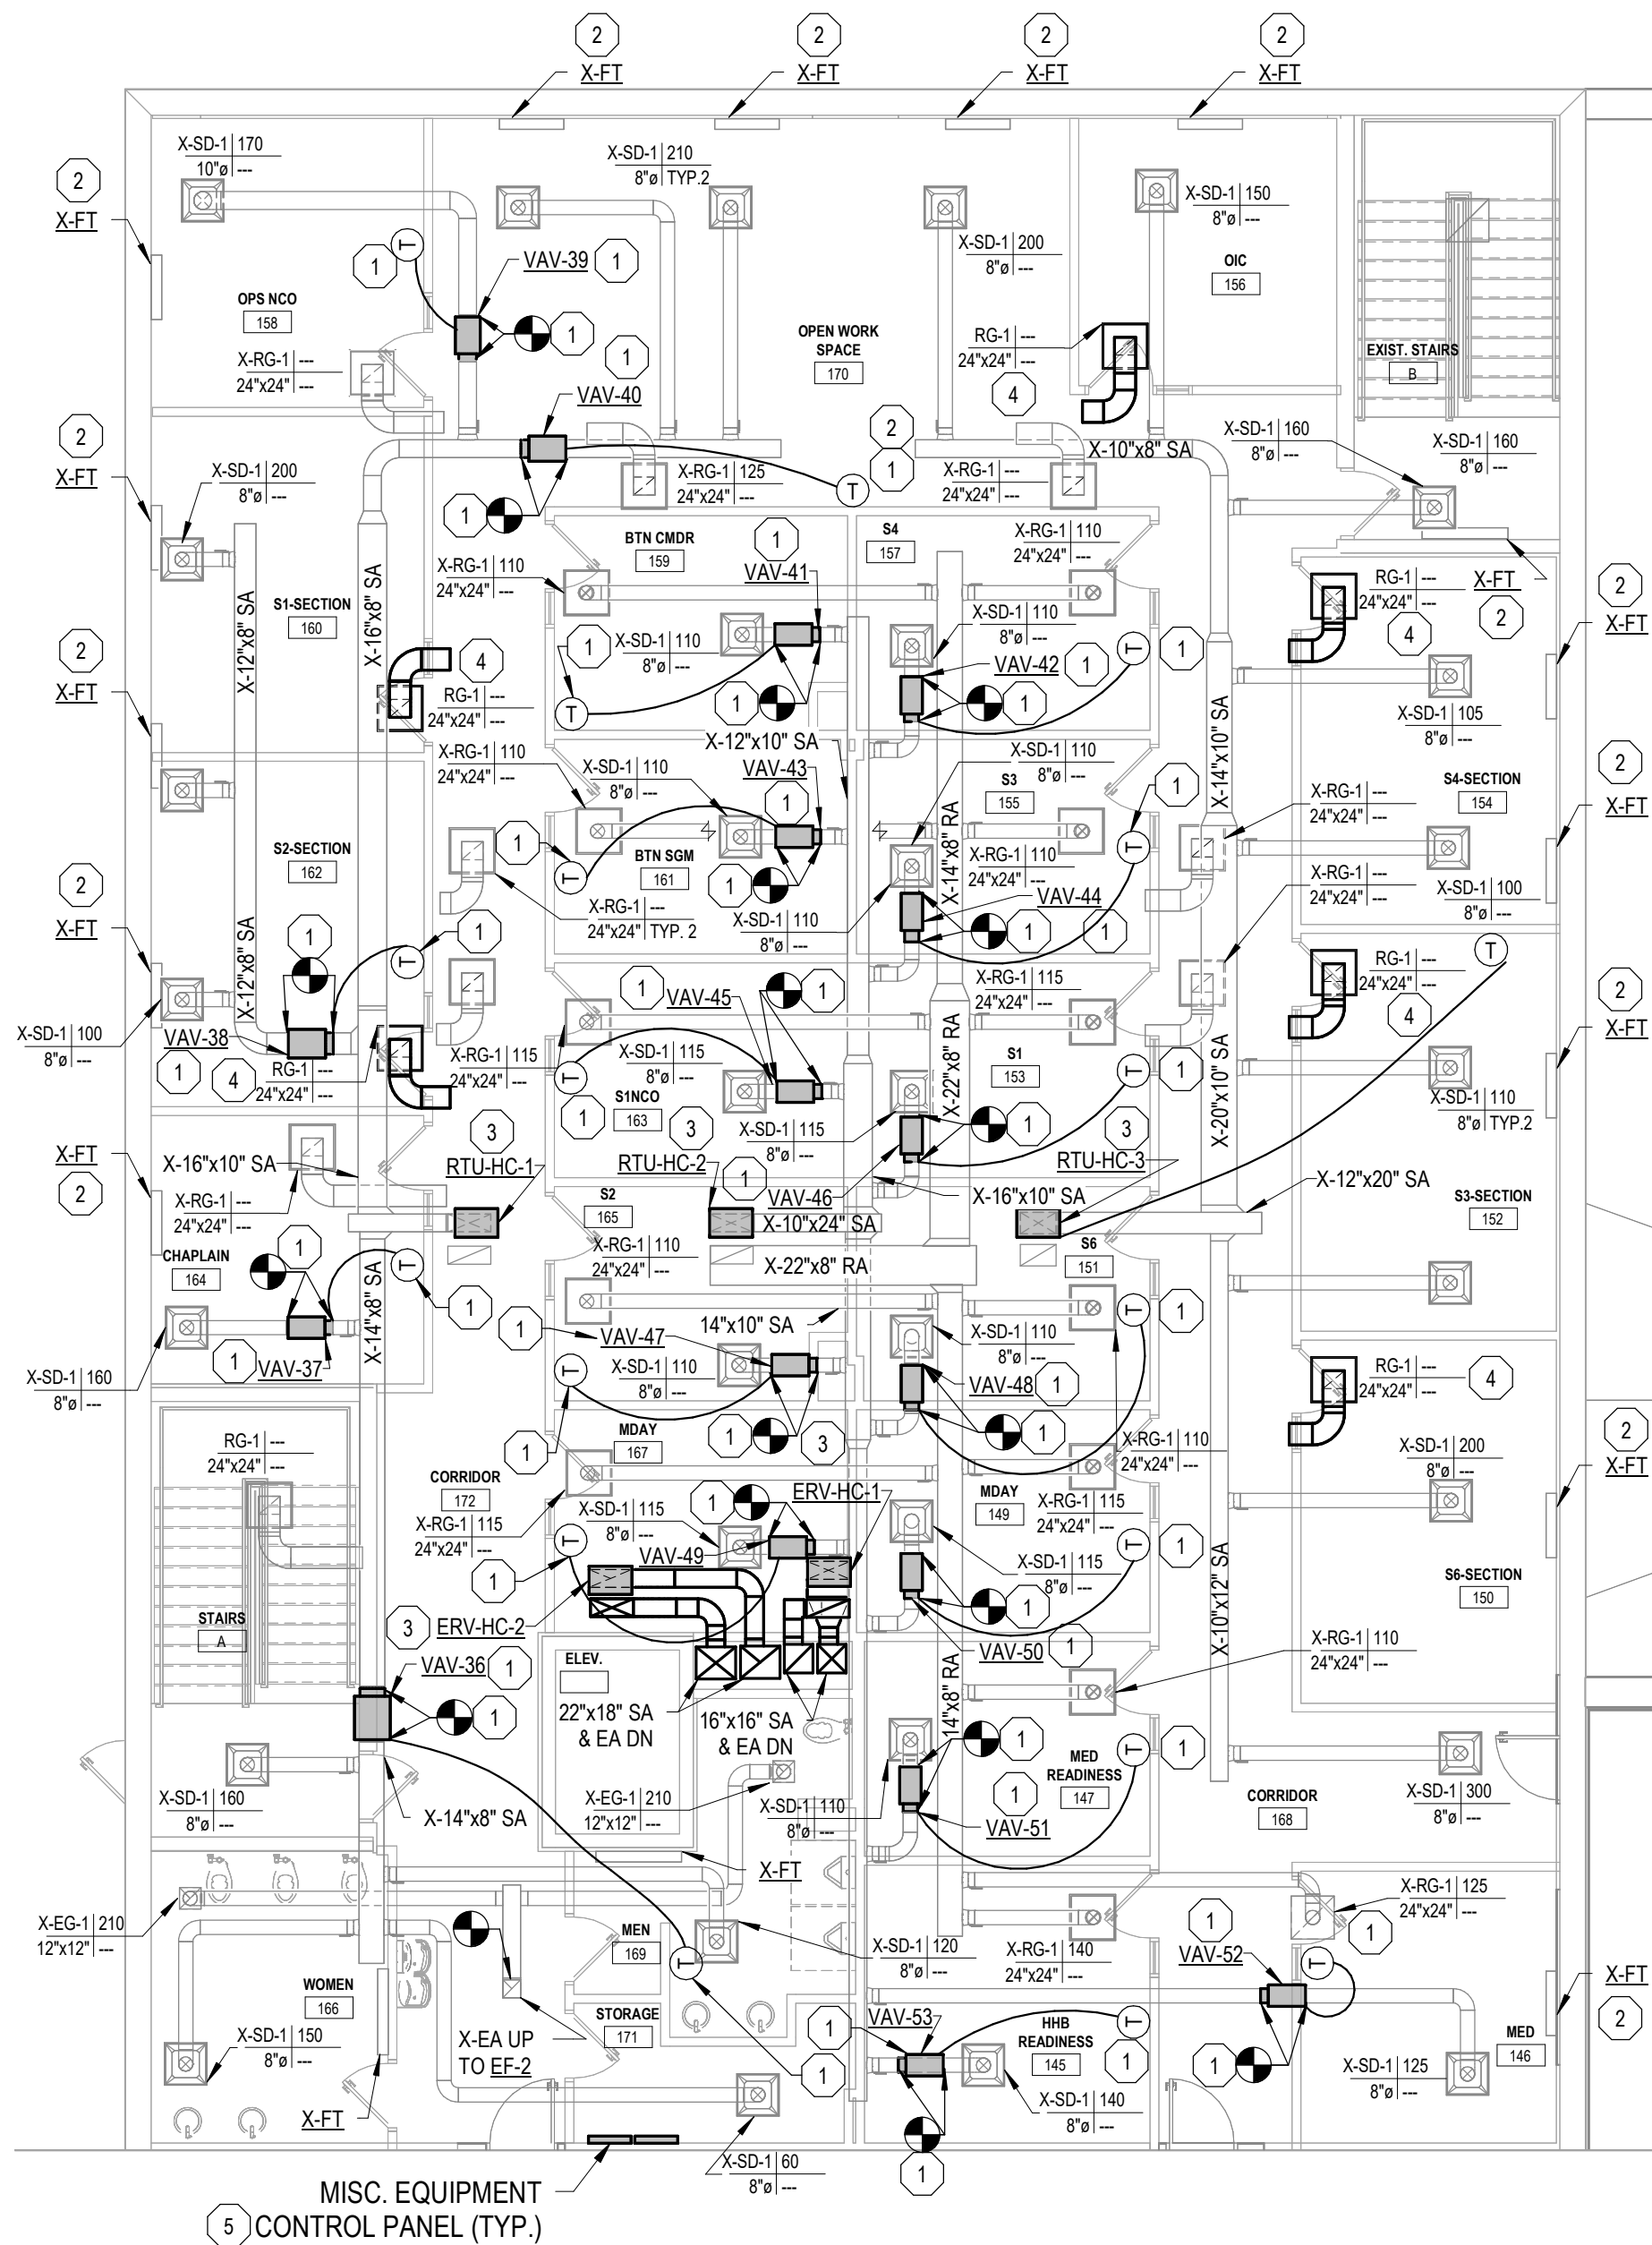 2
X-FT
2
X-FT
2
X-FT
2
X-FT
X-SD-1 170
10"ø ---
X-SD-1 210
8"ø TYP.2
2
X-FT
X-SD-1 150
8"ø ---
1
VAV-39
1
X-SD-1 200
8"ø ---
OIC
156
T
OPS NCO
158
1
1
OPEN WORK
SPACE
170
RG-1 ---
24"x24" ---
EXIST. STAIRS
B
X-RG-1 ---
24"x24" ---
VAV-40
4
2
X-FT
2
1
X-SD-1 160
8"ø ---
X-SD-1 160
8"ø ---
X-10"x8" SA
X-SD-1 200
8"ø ---
X-RG-1 125
24"x24" ---
X-RG-1 ---
24"x24" ---
T
1
BTN CMDR
159
1
S4
157
X-RG-1 110
24"x24" ---
X-RG-1 110
24"x24" ---
VAV-41
RG-1 ---
24"x24" ---
X-FT
2
X-FT
S1-SECTION
160
X-12"x8" SA
X-16"x8" SA
X-SD-1 110
8"ø ---
4
2
2
X-FT
1
X-SD-1 110
8"ø ---
T
1
VAV-42
1
4
RG-1 ---
24"x24" ---
T
1
1
X-SD-1 105
8"ø ---
X-14"x10" SA
X-RG-1 110
24"x24" ---
X-12"x10" SA
X-SD-1 110
8"ø ---
VAV-43
X-SD-1 110
8"ø ---
2
X-FT
S3
155
1
S4-SECTION
154
1
X-RG-1 ---
24"x24" ---
S2-SECTION
162
1
T
BTN SGM
161
T
X-RG-1 110
24"x24" ---
X-14"x8" RA
2
X-FT
1
VAV-44
X-RG-1 ---
24"x24" ---
X-SD-1 100
8"ø ---
X-RG-1 ---
24"x24" TYP. 2
X-SD-1 110
8"ø ---
1
1
1
1
T
X-12"x8" SA
T
RG-1 ---
24"x24" ---
X-RG-1 115
24"x24" ---
1
VAV-45
1
4
2
X-FT
X-SD-1 100
8"ø ---
VAV-38
1
4
RG-1 ---
24"x24" ---
X-RG-1 115
24"x24" ---
X-SD-1 115
8"ø ---
T
X-22"x8" RA
S1
153
T
1
X-20"x10" SA
1
S1NCO
163
3
3
X-SD-1 115
8"ø ---
1
3
X-SD-1 110
8"ø TYP.2
X-FT
2
X-16"x10" SA
RTU-HC-1
RTU-HC-2
1
RTU-HC-3
VAV-46
X-16"x10" SA
X-12"x20" SA
X-RG-1 ---
24"x24" ---
S2
165
X-10"x24" SA
S3-SECTION
152
CHAPLAIN
164
1
T
X-RG-1 110
24"x24" ---
X-22"x8" RA
S6
151
X-14"x8" SA
1
1
VAV-47
14"x10" SA
X-SD-1 110
8"ø ---
T
1
1
VAV-37
X-SD-1 160
8"ø ---
T
X-SD-1 110
8"ø ---
VAV-48
1
RG-1 ---
24"x24" ---
4
RG-1 ---
24"x24" ---
MDAY
167
1
3
1
X-RG-1 110
24"x24" ---
X-SD-1 200
8"ø ---
2
X-FT
1
CORRIDOR
172
ERV-HC-1
MDAY
149
X-RG-1 115
24"x24" ---
X-RG-1 115
24"x24" ---
X-SD-1 115
8"ø ---
1
T
VAV-49
T
1
1
X-SD-1 115
8"ø ---
S6-SECTION
150
STAIRS
A
3
ERV-HC-2
1
X-10"x12" SA
VAV-36
1
ELEV.
VAV-50
1
X-RG-1 110
24"x24" ---
1
22"x18" SA
& EA DN
16"x16" SA
& EA DN
14"x8" RA
1
MED
READINESS
147
T
1
X-SD-1 160
8"ø ---
X-14"x8" SA
X-EG-1 210
12"x12" ---
X-SD-1 110
8"ø ---
1
VAV-51
CORRIDOR
168
X-SD-1 300
8"ø ---
X-FT
X-EG-1 210
12"x12" ---
MEN
169
X-SD-1 120
8"ø ---
X-RG-1 140
24"x24" ---
1
X-RG-1 125
24"x24" ---
1
VAV-52
T
T
WOMEN
166
STORAGE
171
X-FT
2
X-SD-1 150
8"ø ---
X-EA UP
TO EF-2
1
VAV-53
HHB
READINESS
145
T
1
1
MED
146
1
X-SD-1 125
8"ø ---
X-FT
X-SD-1 140
8"ø ---
X-SD-1 60
8"ø ---
1
MISC. EQUIPMENT
5 CONTROL PANEL (TYP.)